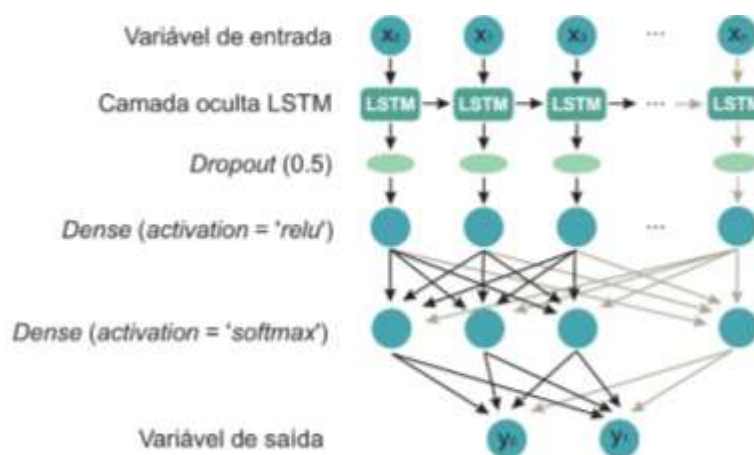 Variável de entrada
x₀ x₁ x₂ ... xₙ
Camada oculta LSTM
LSTM LSTM LSTM ... LSTM
Dropout (0.5)
Dense (activation = 'relu')
...
Dense (activation = 'softmax')
Variável de saída
y₀ y₁